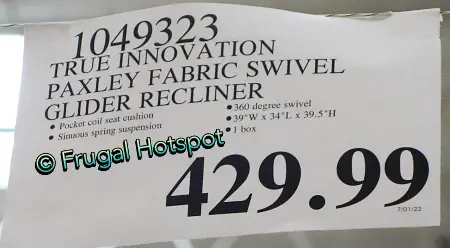 1049323
TRUE INNOVATION
PAXLEY FABRIC SWIVEL
GLIDER RECLINER
• Pocket coil seat cushion
• Sinuous spring suspension
• 360 degree swivel
• 39"W x 34"L x 39.5"H
• 1 box
© Frugal Hotspot
429.99
7/01/22